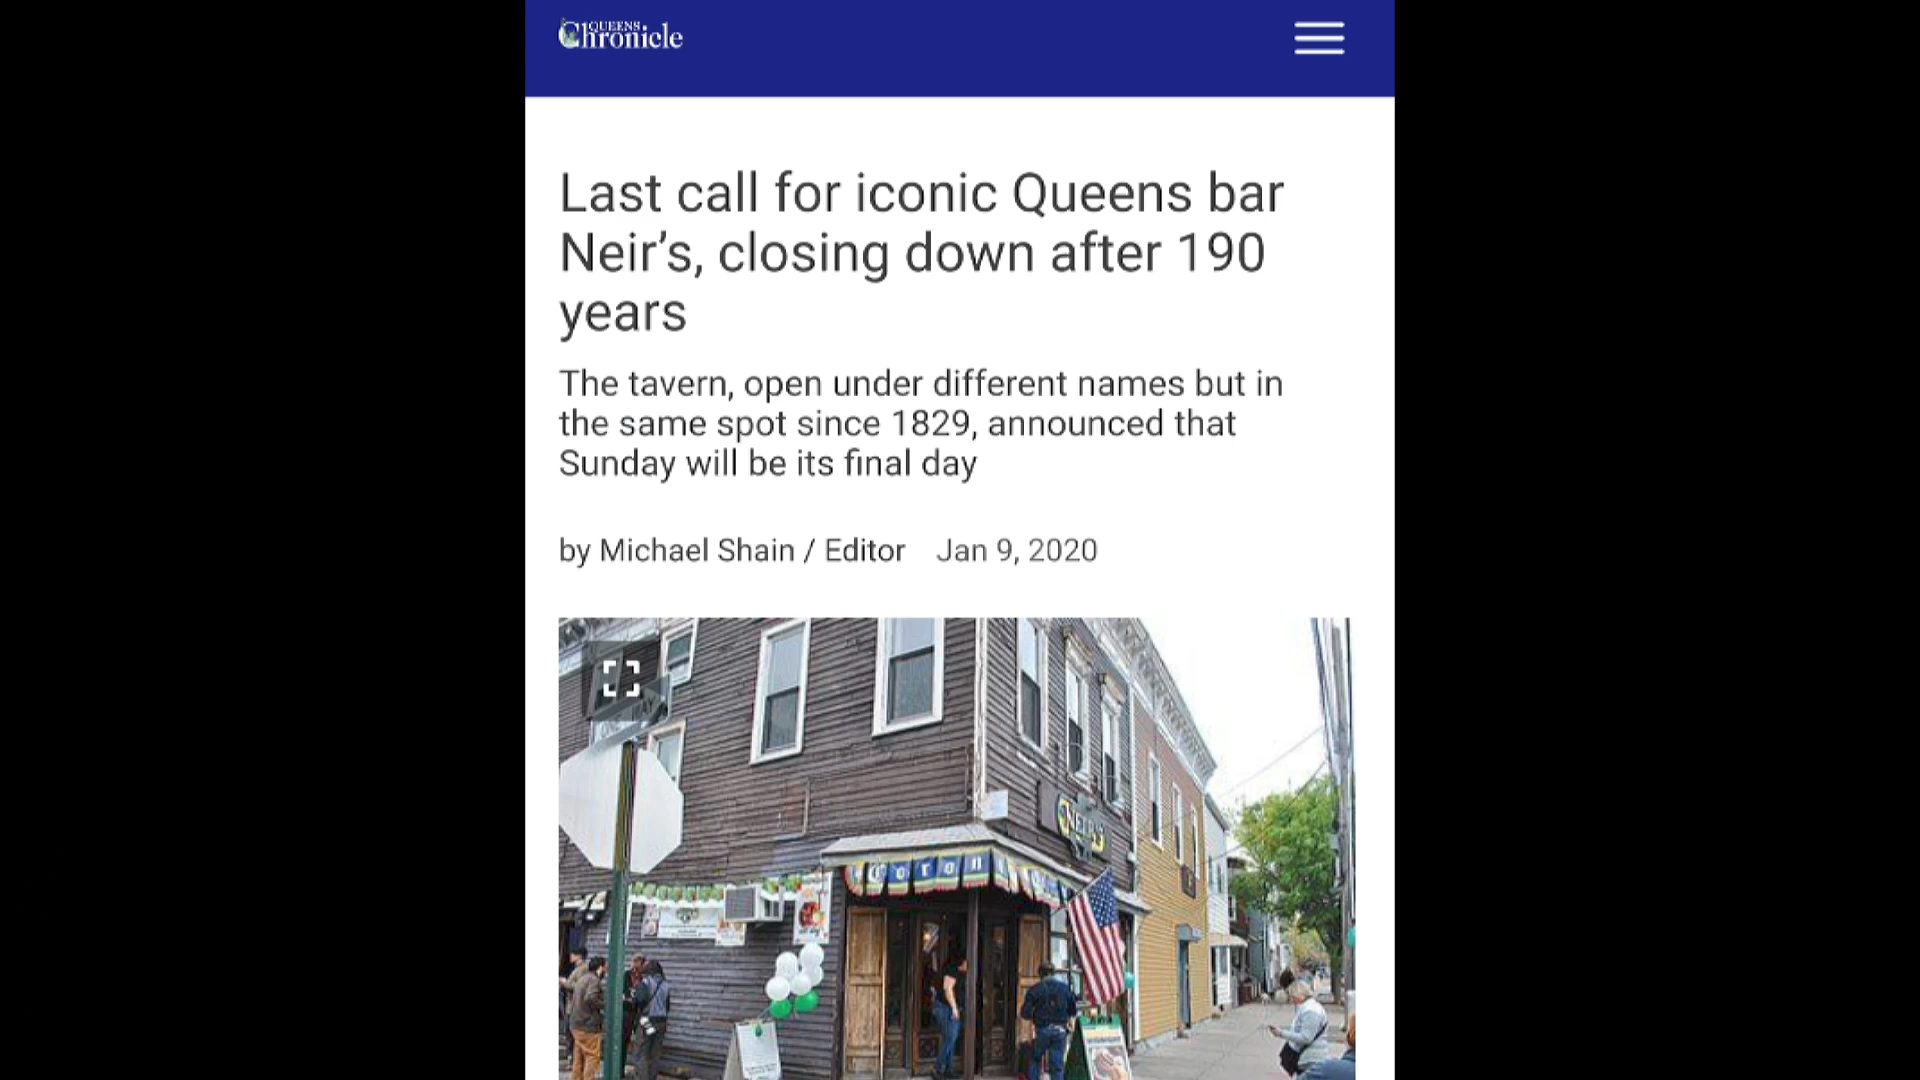 QUEENS
Chronicle
Last call for iconic Queens bar
Neir’s, closing down after 190
years
The tavern, open under different names but in
the same spot since 1829, announced that
Sunday will be its final day
by Michael Shain / Editor Jan 9, 2020
NEIR'S
Coron